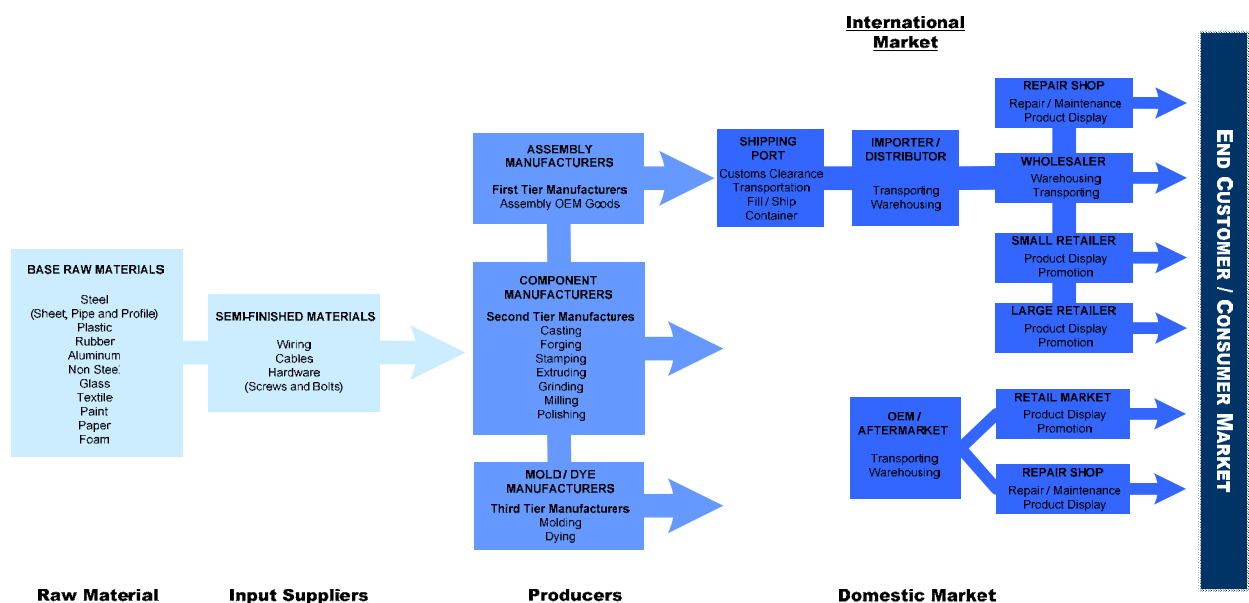 International
Market
BASE RAW MATERIALS
Steel
(Sheet, Pipe and Profile)
Plastic
Rubber
Aluminum
Non Steel
Glass
Textile
Paint
Paper
Foam
SEMI-FINISHED MATERIALS
Wiring
Cables
Hardware
(Screws and Bolts)
ASSEMBLY
MANUFACTURERS
First Tier Manufacturers
Assembly OEM Goods
COMPONENT
MANUFACTURERS
Second Tier Manufactures
Casting
Forging
Stamping
Extruding
Grinding
Milling
Polishing
MOLD / DYE
MANUFACTURERS
Third Tier Manufacturers
Molding
Dying
SHIPPING
PORT
Customs Clearance
Transportation
Fill / Ship
Container
IMPORTER /
DISTRIBUTOR
Transporting
Warehousing
REPAIR SHOP
Repair / Maintenance
Product Display
WHOLESALER
Warehousing
Transporting
SMALL RETAILER
Product Display
Promotion
LARGE RETAILER
Product Display
Promotion
OEM /
AFTERMARKET
Transporting
Warehousing
RETAIL MARKET
Product Display
Promotion
REPAIR SHOP
Repair / Maintenance
Product Display
END CUSTOMER / CONSUMER MARKET
Raw Material
Input Suppliers
Producers
Domestic Market